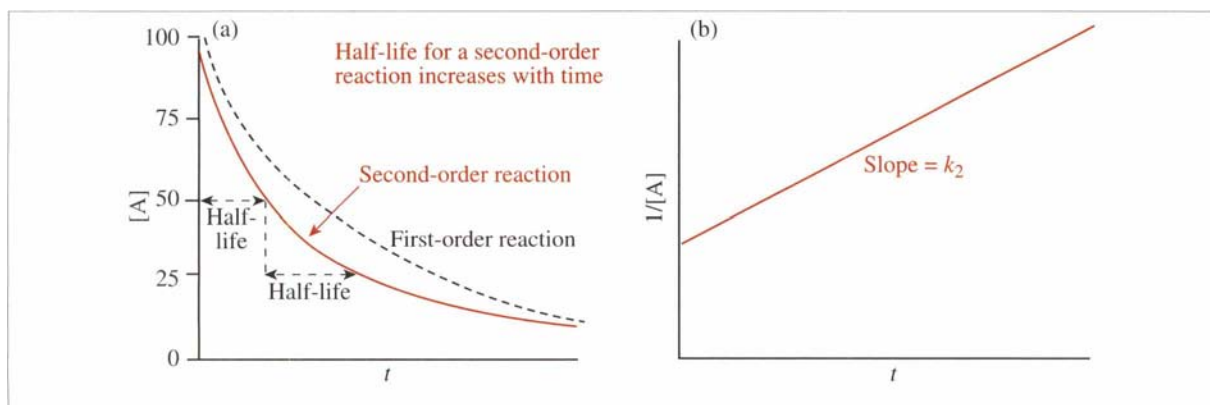 (a)
100
75
50
25
0
[A]
Half-life for a second-order
reaction increases with time
Second-order reaction
First-order reaction
Half-
life
Half-life
t
(b)
1/[A]
Slope = k₂
t